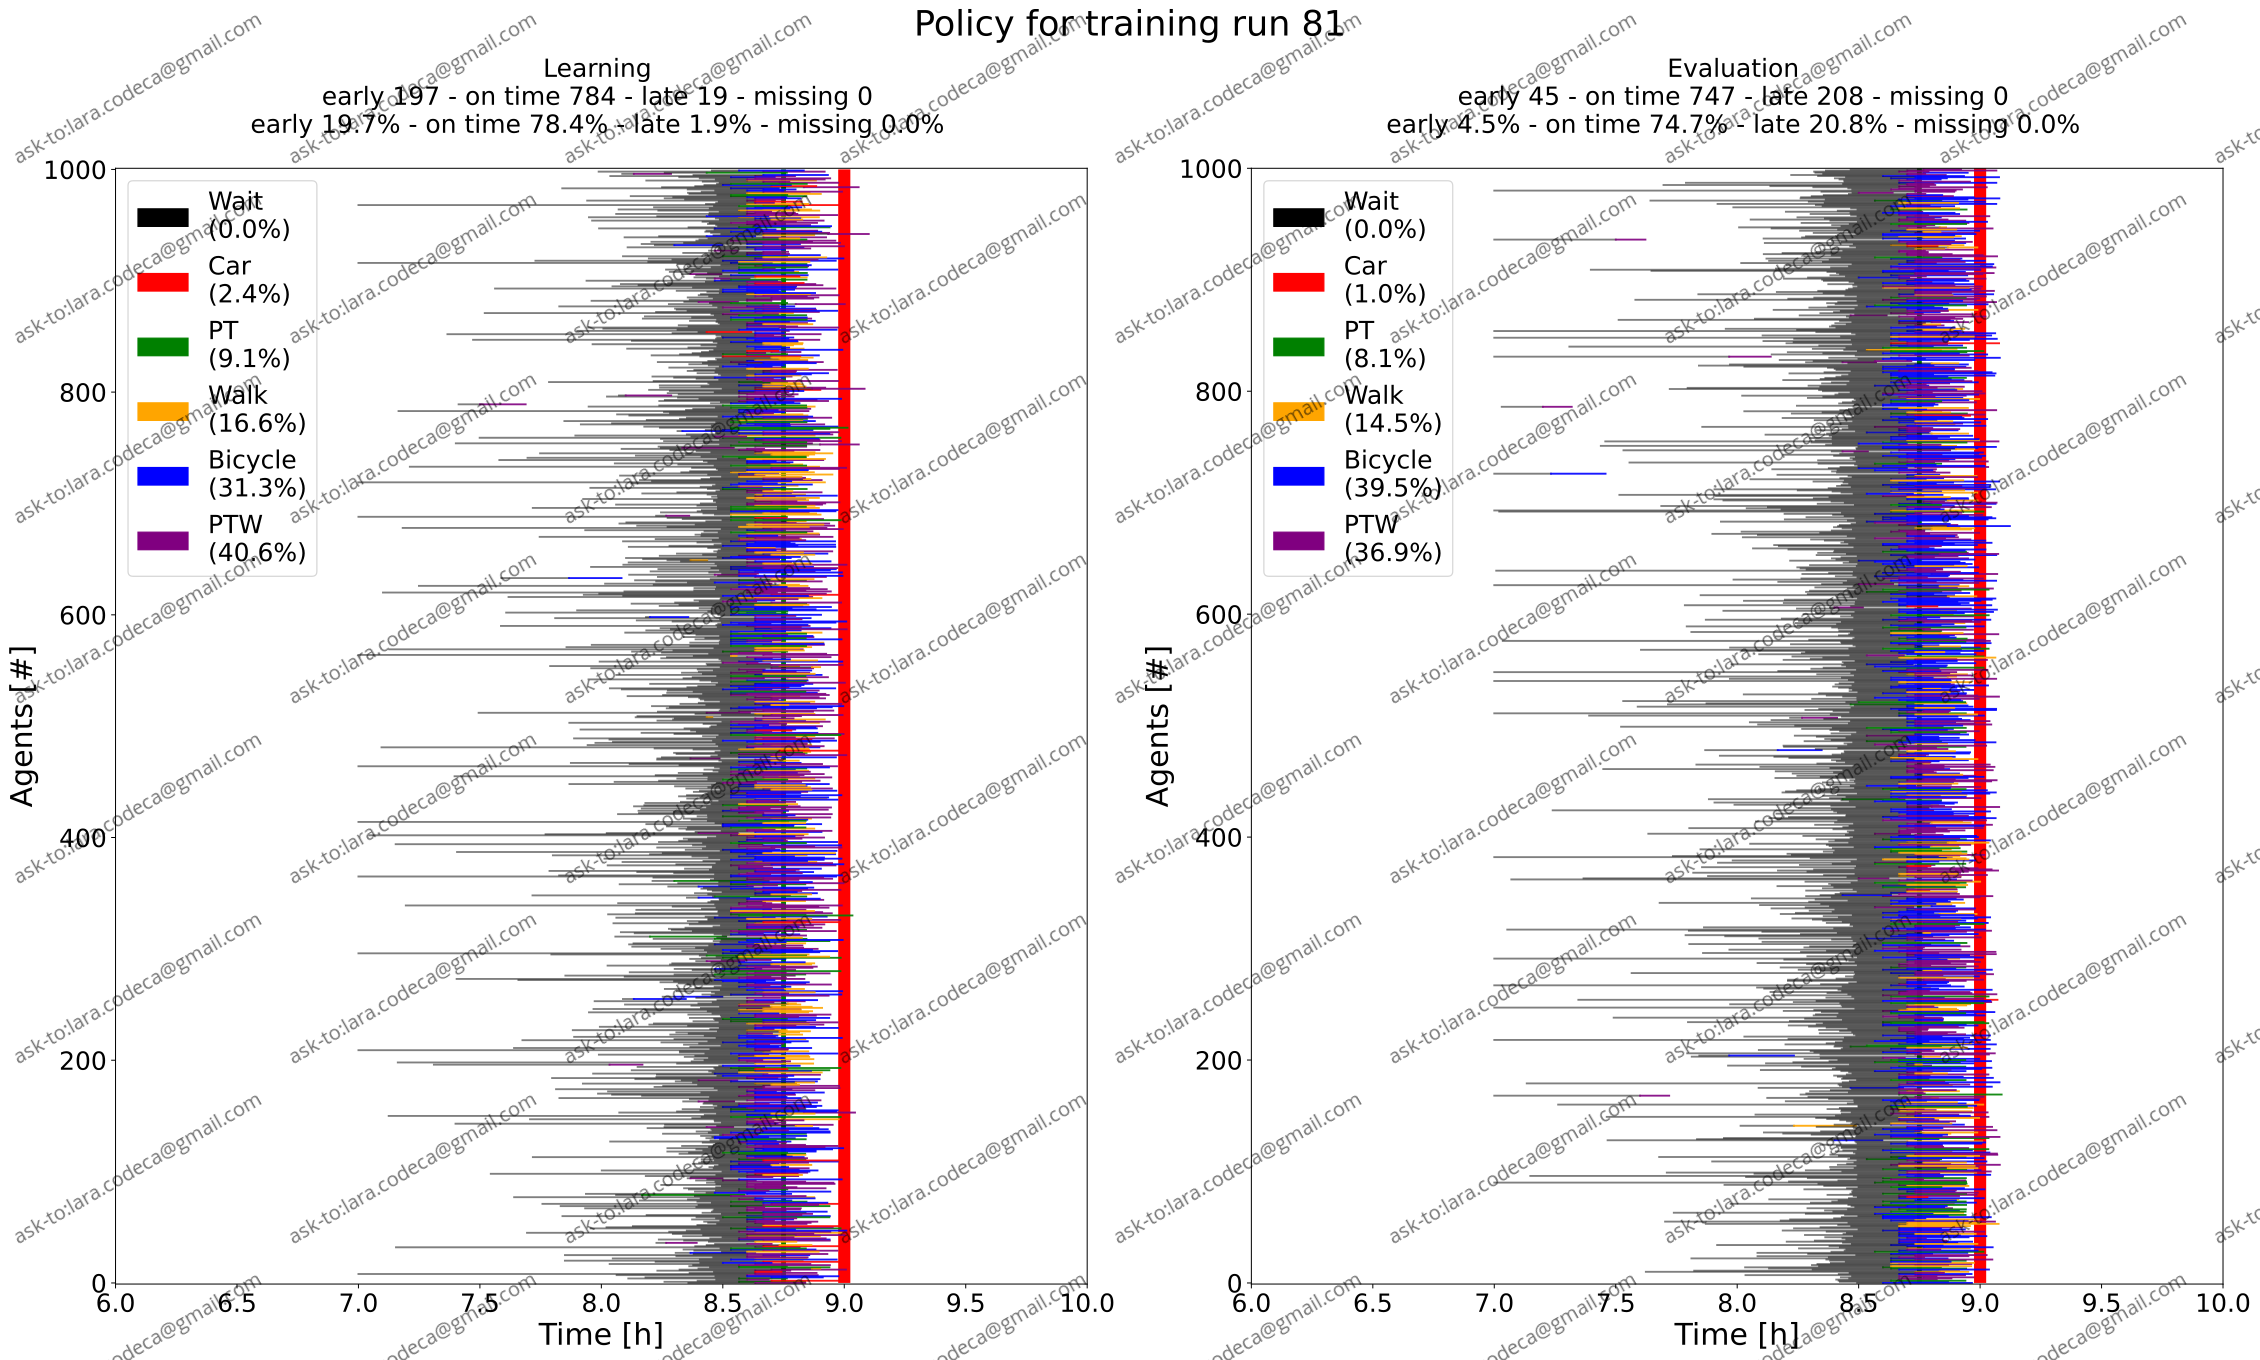 Policy for training run 81
Learning
early 197 - on time 784 - late 19 - missing 0
early 19.7% - on time 78.4% - late 1.9% - missing 0.0%
1000
800
600
400
200
0
Agents [#]
Wait
(0.0%)
Car
(2.4%)
PT
(9.1%)
Walk
(16.6%)
Bicycle
(31.3%)
PTW
(40.6%)
6.0 6.5 7.0 7.5 8.0 8.5 9.0 9.5 10.0
Time [h]
Evaluation
early 45 - on time 747 - late 208 - missing 0
early 4.5% - on time 74.7% - late 20.8% - missing 0.0%
1000
800
600
400
200
0
Agents [#]
Wait
(0.0%)
Car
(1.0%)
PT
(8.1%)
Walk
(14.5%)
Bicycle
(39.5%)
PTW
(36.9%)
6.0 6.5 7.0 7.5 8.0 8.5 9.0 9.5 10.0
Time [h]
ask-to:lara.codeca@gmail.com